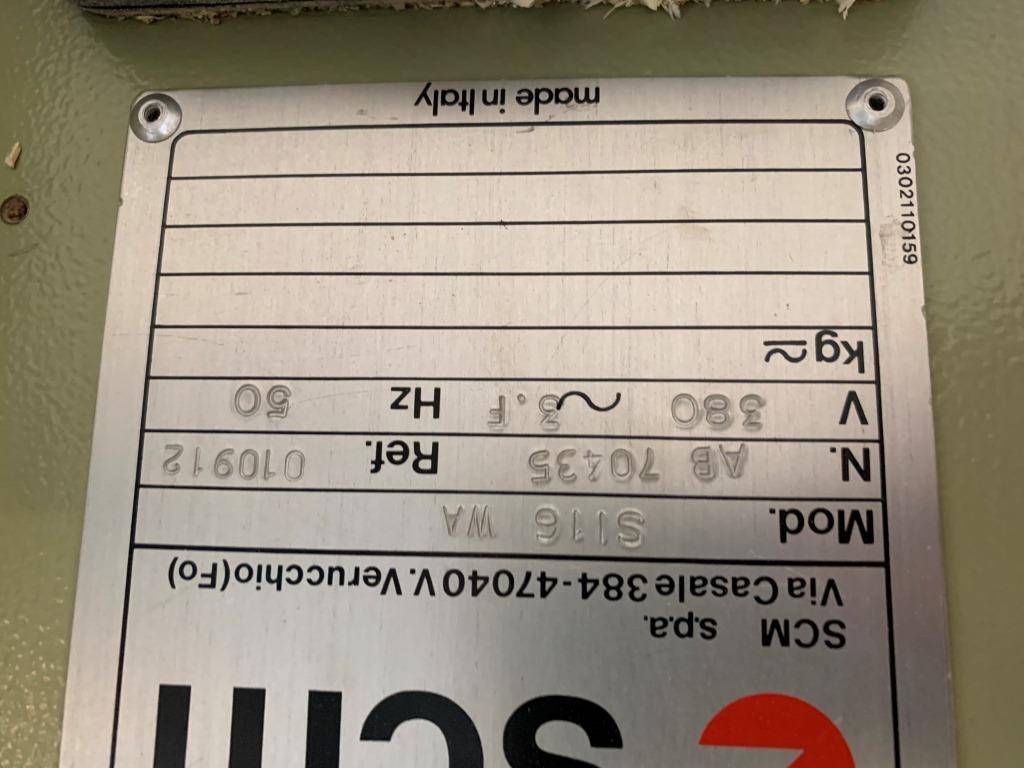 scm
SCM s.p.a.
Via Casale 384-47040 V. Verucchio (Fo)
Mod. S116 WA
N. AB 70435 Ref. 010912
V 380 ~ 3.F Hz 50
kg ≃
made in Italy
0302110159